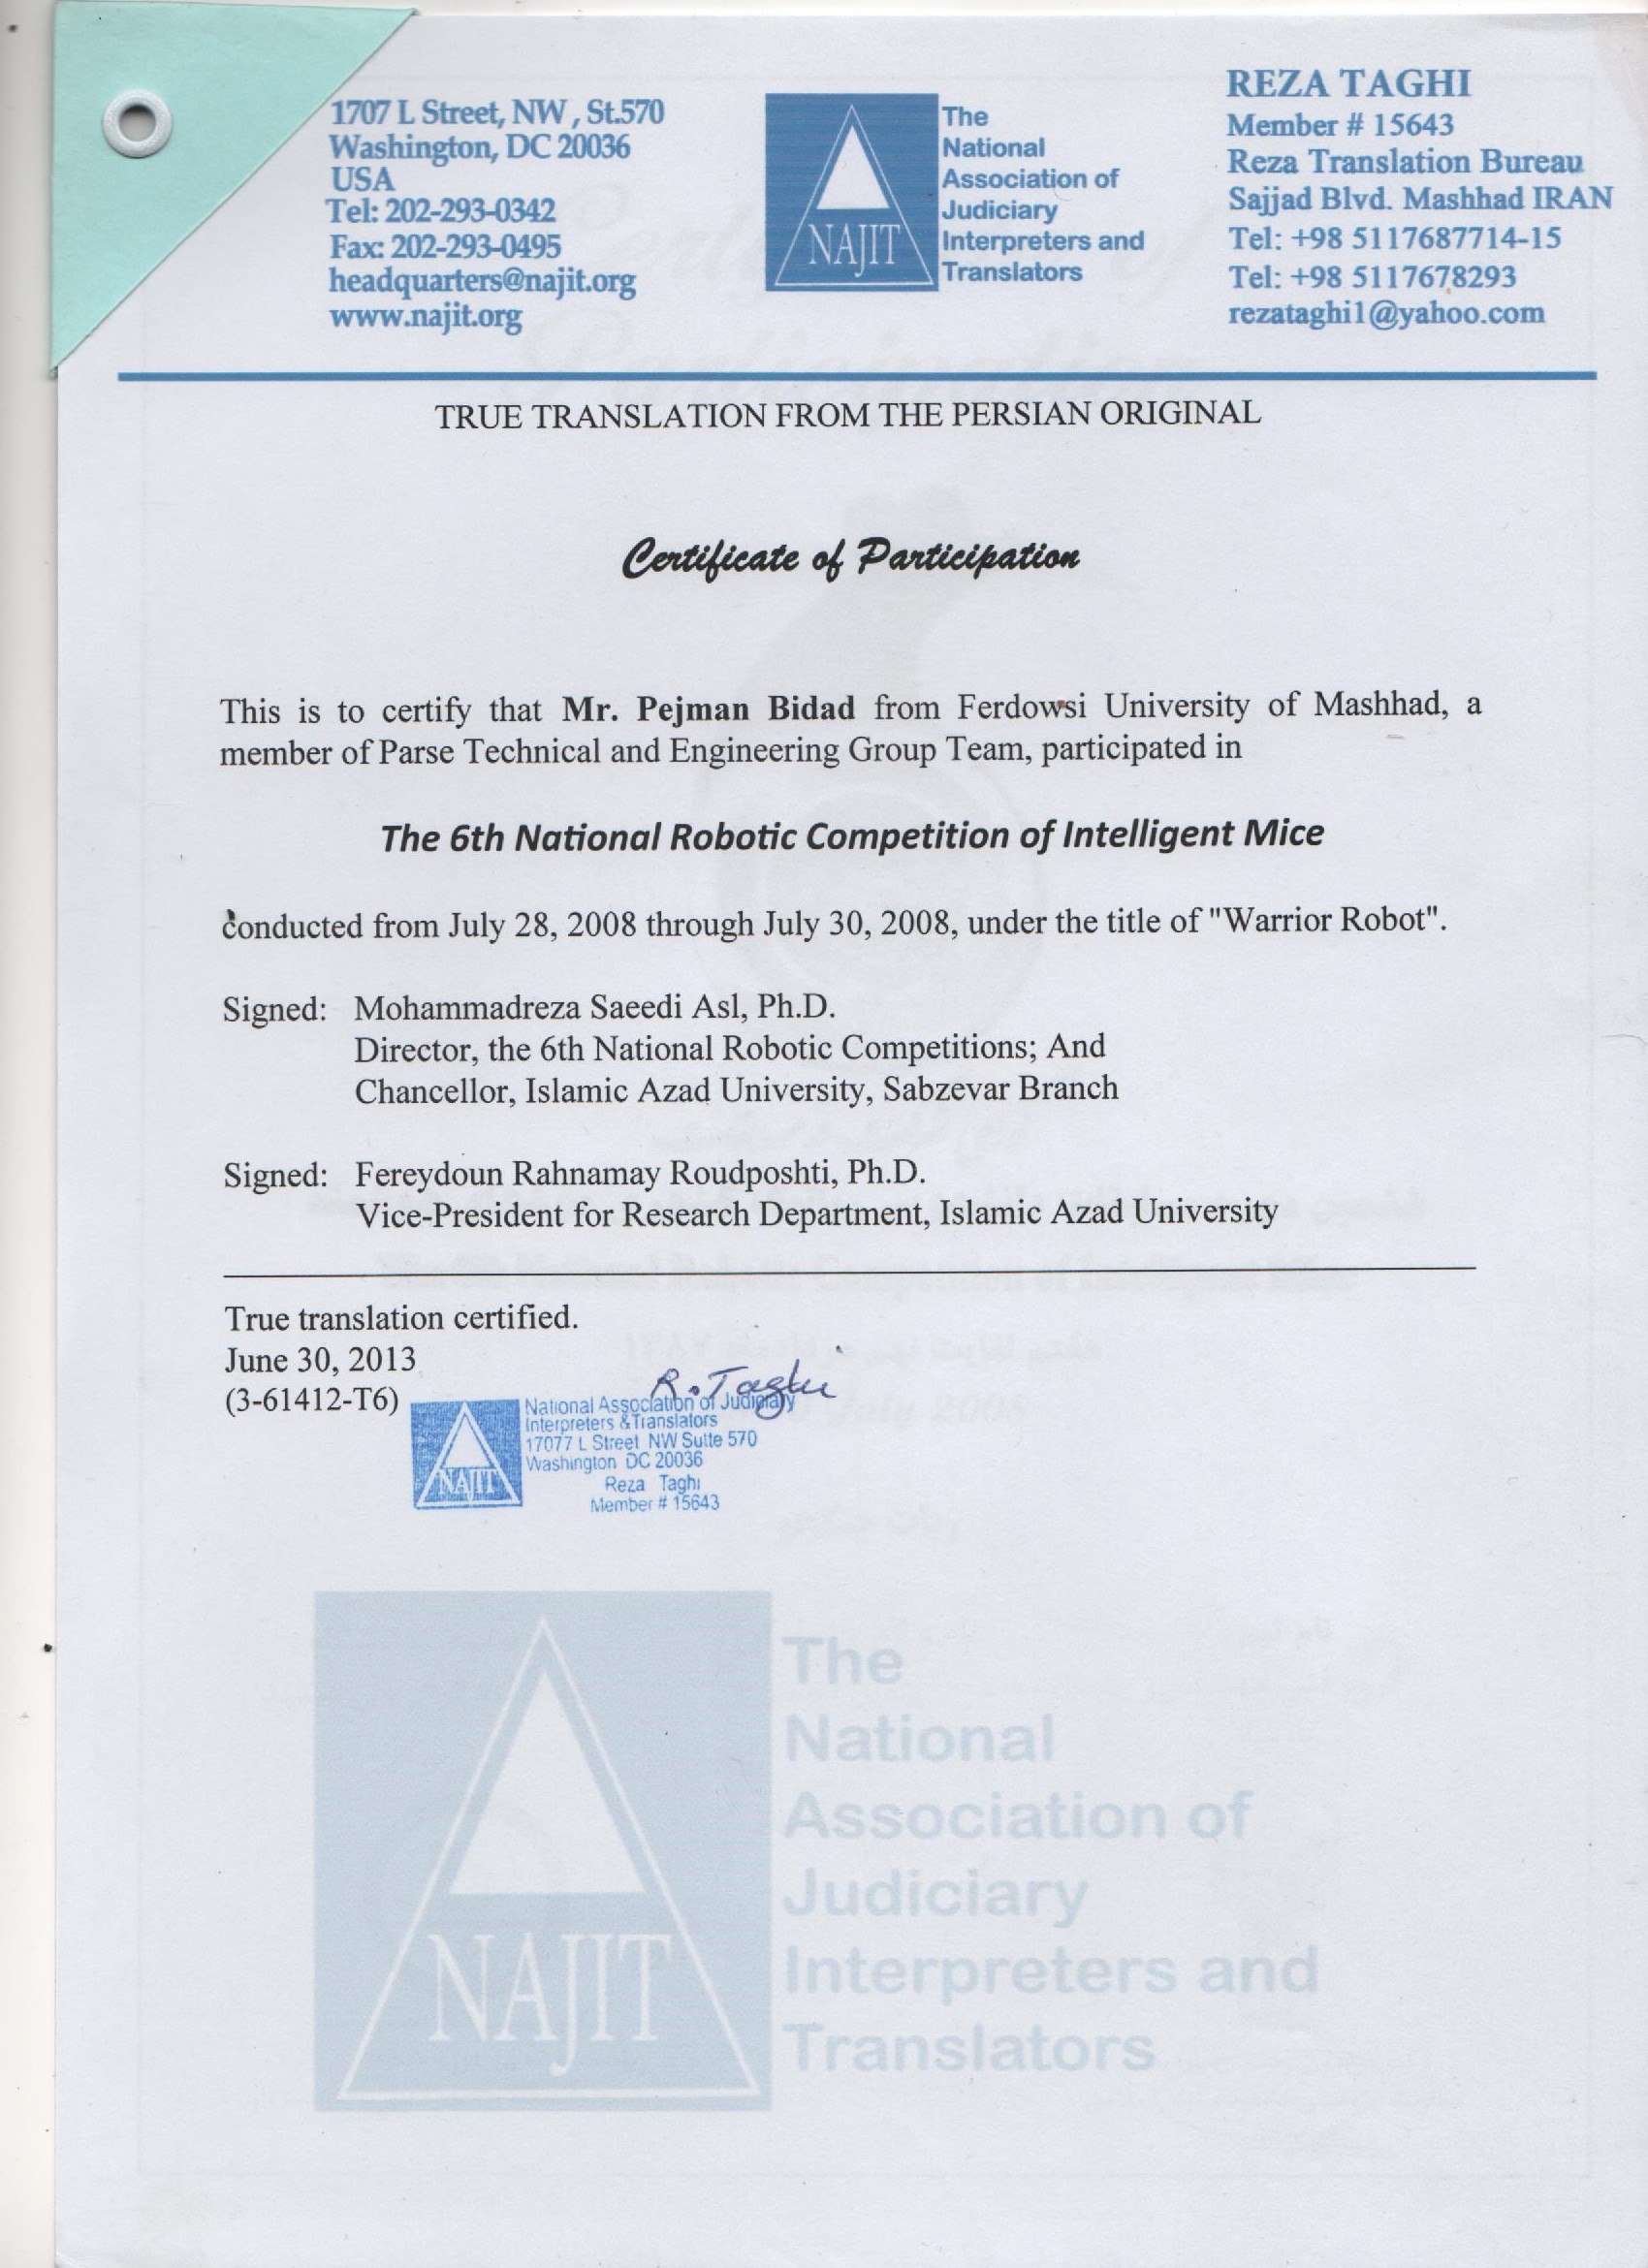 1707 L Street, NW , St.570
Washington, DC 20036
USA
Tel: 202-293-0342
Fax: 202-293-0495
headquarters@najit.org
www.najit.org
NAJIT
The
National
Association of
Judiciary
Interpreters and
Translators
REZA TAGHI
Member # 15643
Reza Translation Bureau
Sajjad Blvd. Mashhad IRAN
Tel: +98 5117687714-15
Tel: +98 5117678293
rezataghi1@yahoo.com
TRUE TRANSLATION FROM THE PERSIAN ORIGINAL
Certificate of Participation
This is to certify that Mr. Pejman Bidad from Ferdowsi University of Mashhad, a
member of Parse Technical and Engineering Group Team, participated in
The 6th National Robotic Competition of Intelligent Mice
conducted from July 28, 2008 through July 30, 2008, under the title of "Warrior Robot".
Signed: Mohammadreza Saeedi Asl, Ph.D.
Director, the 6th National Robotic Competitions; And
Chancellor, Islamic Azad University, Sabzevar Branch
Signed: Fereydoun Rahnamay Roudposhti, Ph.D.
Vice-President for Research Department, Islamic Azad University
True translation certified.
June 30, 2013
(3-61412-T6)
R. Taghi
NAJIT
National Association of Judiciary
Interpreters & Translators
17077 L Street NW Sutte 570
Washington DC 20036
Reza Taghi
Member # 15643
NAJIT
The
National
Association of
Judiciary
Interpreters and
Translators